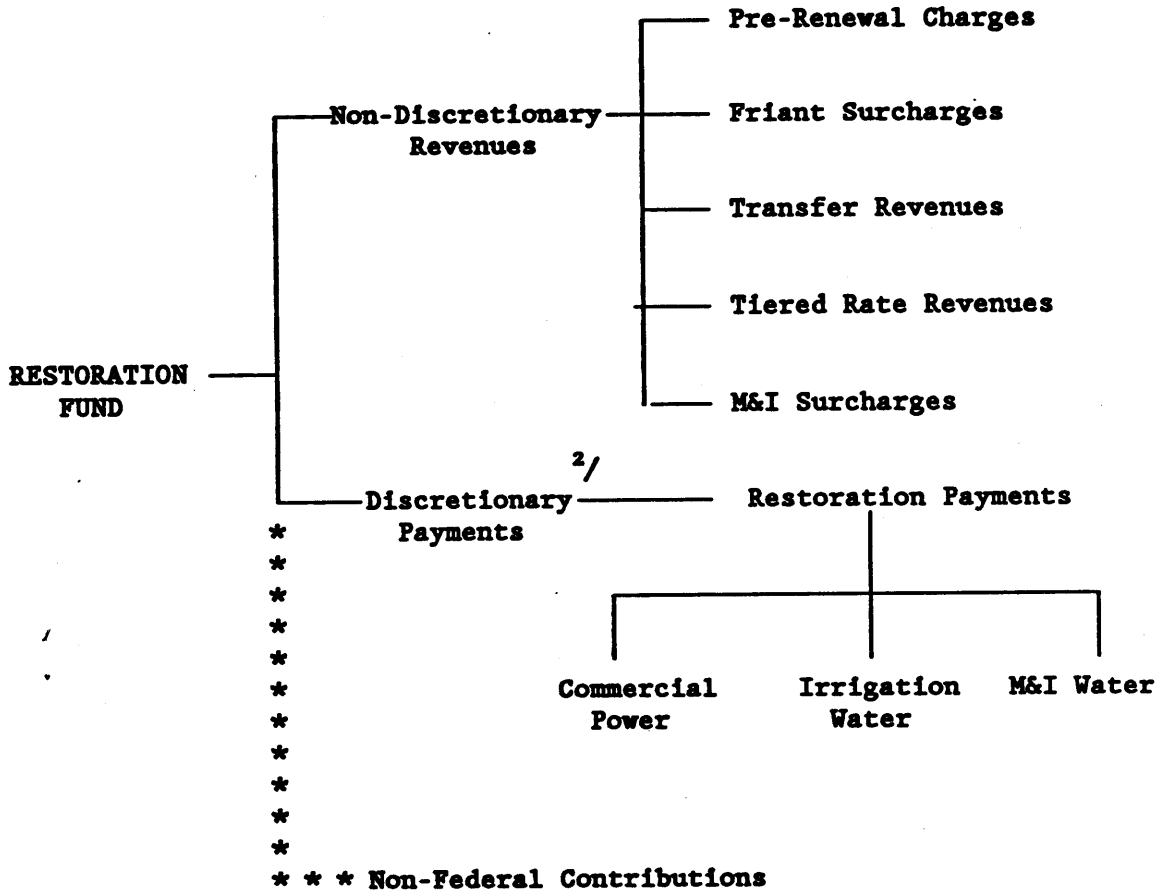 Pre-Renewal Charges
Non-Discretionary
Revenues
Friant Surcharges
Transfer Revenues
Tiered Rate Revenues
RESTORATION
FUND
M&I Surcharges
2/
Discretionary
Payments
Restoration Payments
*
*
*
*
*
*
*
*
*
*
*
Commercial
Power
Irrigation
Water
M&I Water
* * * Non-Federal Contributions